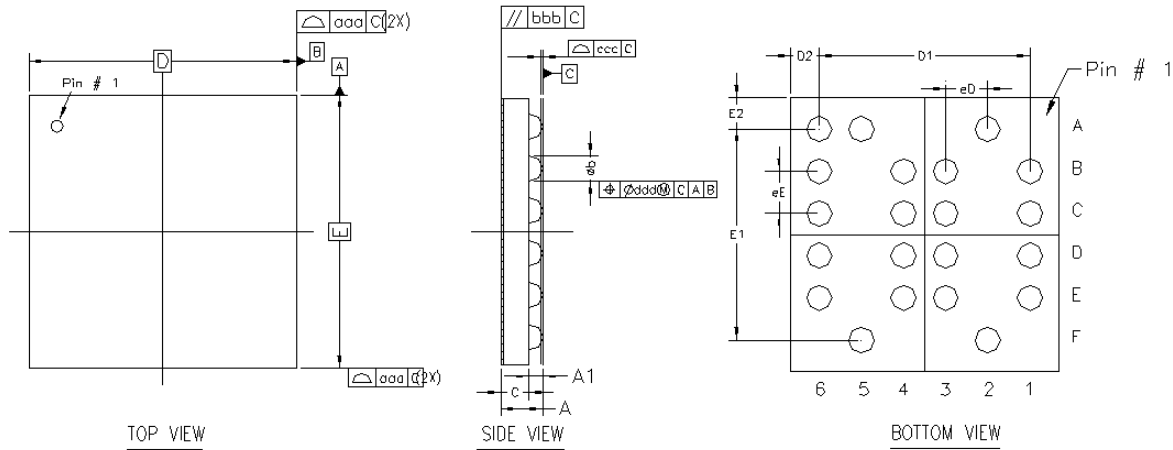 aaa C(2X)
D
B
A
Pin # 1
E
aaa C(2X)
TOP VIEW
// bbb C
ccc C
C
øb
⌖ ØdddⓂ C A B
A1
C
A
SIDE VIEW
D2
D1
eD
Pin # 1
E2
eE
E1
A
B
C
D
E
F
6 5 4 3 2 1
BOTTOM VIEW